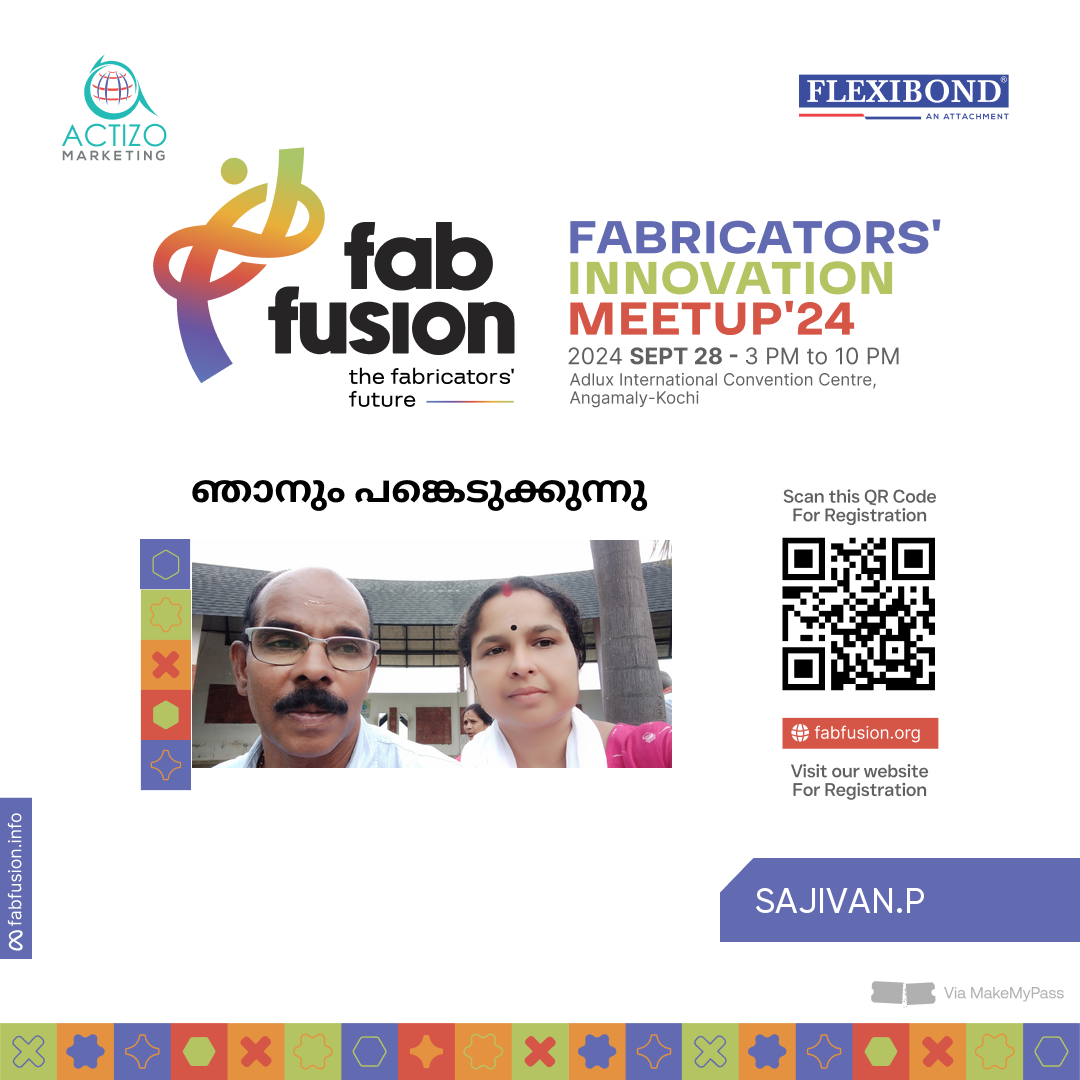 ACTIZO
MARKETING
FLEXIBOND®
AN ATTACHMENT
fab
fusion
the fabricators'
future
FABRICATORS'
INNOVATION
MEETUP'24
2024 SEPT 28 - 3 PM to 10 PM
Adlux International Convention Centre,
Angamaly-Kochi
ഞാനും പങ്കെടുക്കുന്നു
Scan this QR Code
For Registration
fabfusion.org
Visit our website
For Registration
fabfusion.info
SAJIVAN.P
Via MakeMyPass